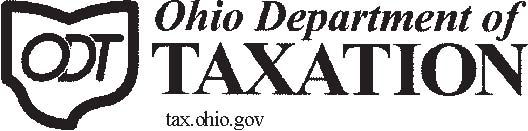 ODT
Ohio Department of
TAXATION
tax.ohio.gov